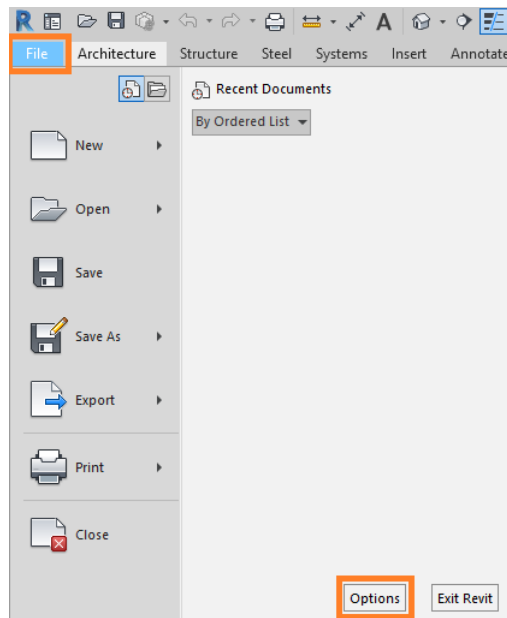 R A
File Architecture Structure Steel Systems Insert Annotate
Recent Documents
By Ordered List
New
Open
Save
Save As
Export
Print
Close
Options Exit Revit